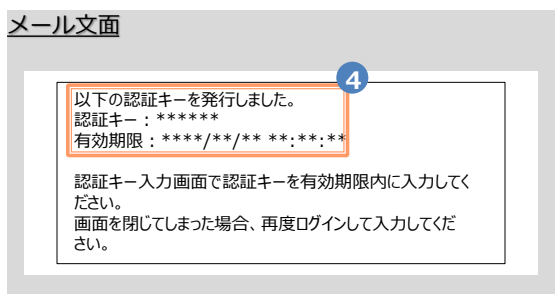 メール文面
4
以下の認証キーを発行しました。
認証キー：******
有効期限：****/**/** **:**:**
認証キー入力画面で認証キーを有効期限内に入力してく
ださい。
画面を閉じてしまった場合、再度ログインして入力してくだ
さい。